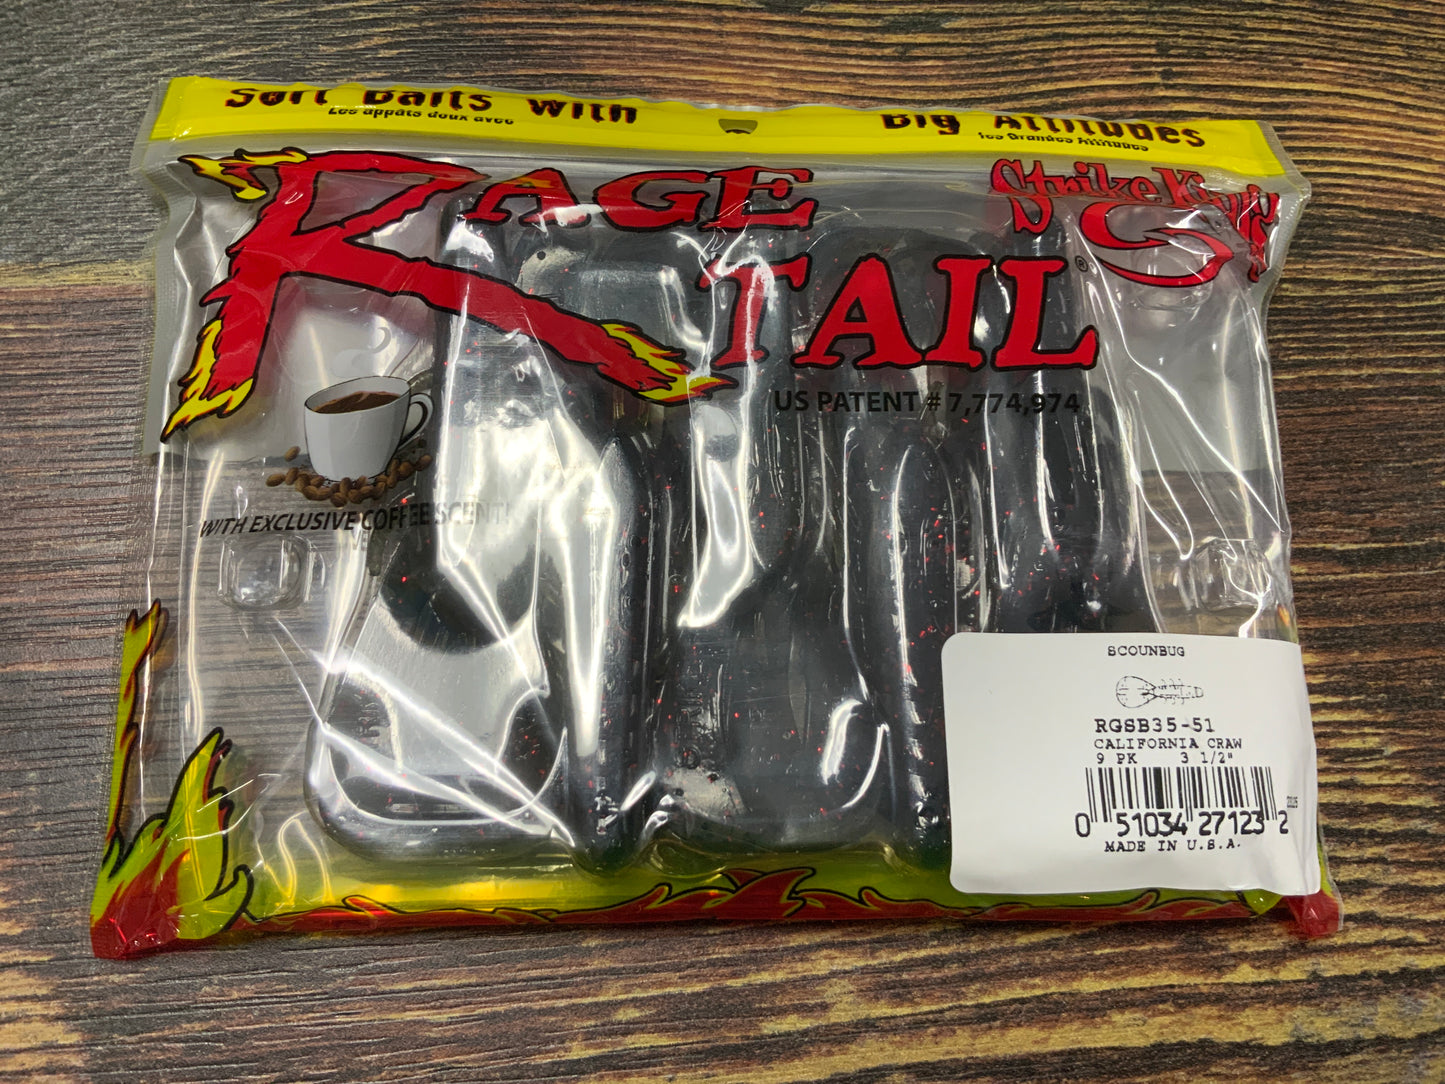 Soft Baits with Big Attitudes
Les appâts doux avec Tes Grandes Attitudes
Strike King
RAGE
TAIL®
US PATENT # 7,774,974
WITH EXCLUSIVE COFFEE SCENT!
SCOUNBUG
RGSB35-51
CALIFORNIA CRAW
9 PK 3 1/2"
0 51034 27123 2
MADE IN U.S.A.